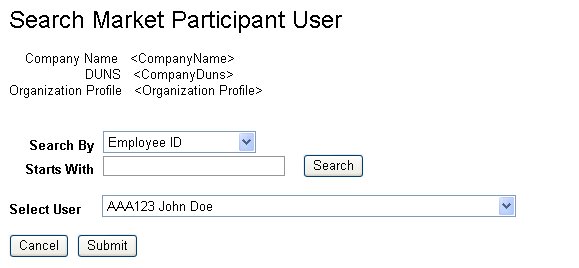 Search Market Participant User
Company Name <CompanyName>
DUNS <CompanyDuns>
Organization Profile <Organization Profile>
Search By Employee ID
Starts With Search
Select User AAA123 John Doe
Cancel Submit